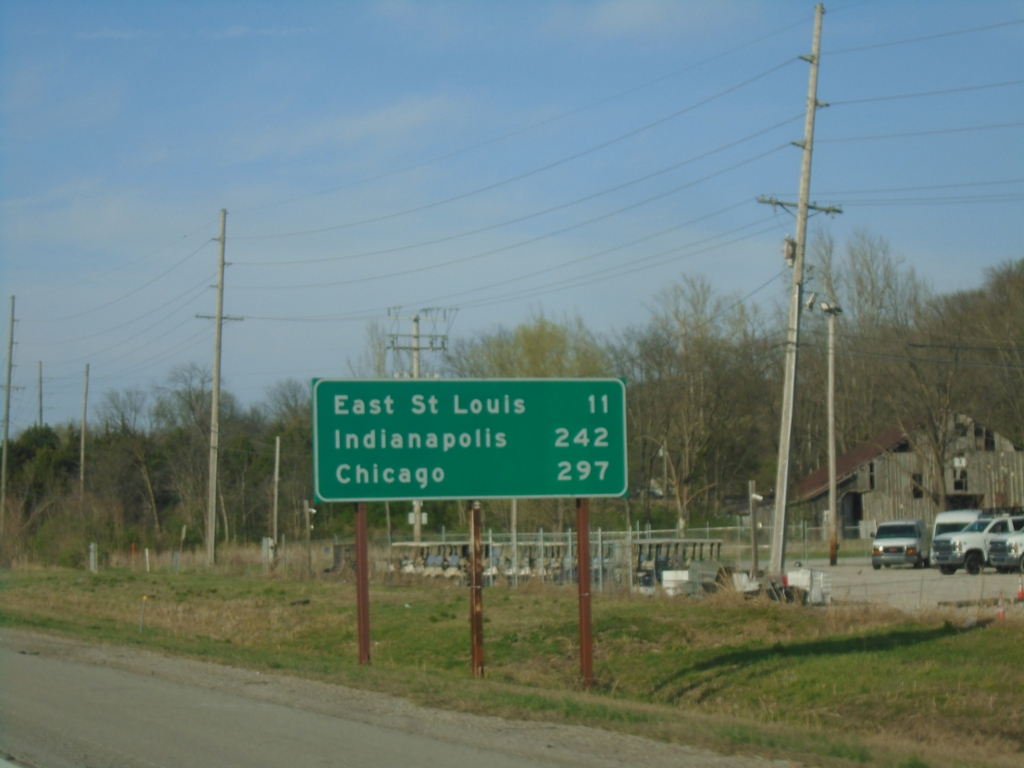 East St Louis 11
Indianapolis 242
Chicago 297